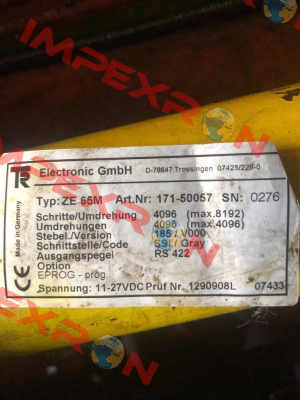 IMPEXRON
TR Electronic GmbH D-78647 Trossingen 07425/228-0
Typ: ZE 65M Art.Nr: 171-50057 SN: 0276
Schritte/Umdrehung 4096 (max.8192)
Umdrehungen 4096 (max.4096)
Stebel./Version 185 / V000
Schnittstelle/Code SSI / Gray
Ausgangspegel RS 422
Option
EPROG - prog
Spannung: 11-27VDC Prüf Nr. 1290908L 07433
Made in Germany
CE
IMPEXRON